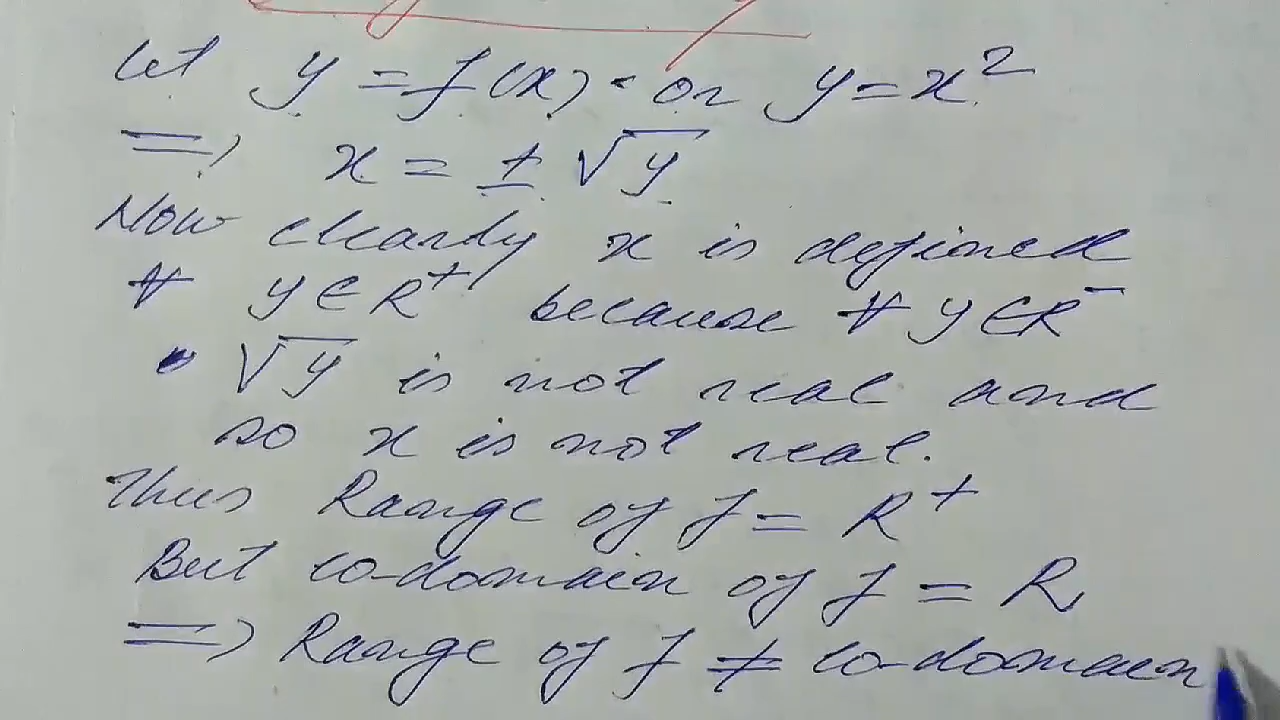 Let y = f(x) . or y = x²
=> x = ± √y
Now clearly x is defined
∀ y ∈ R⁺ because ∀ y ∈ R⁻
√y is not real and
so x is not real.
Thus Range of f = R⁺
But co-domain of f = R
=> Range of f ≠ co-domain